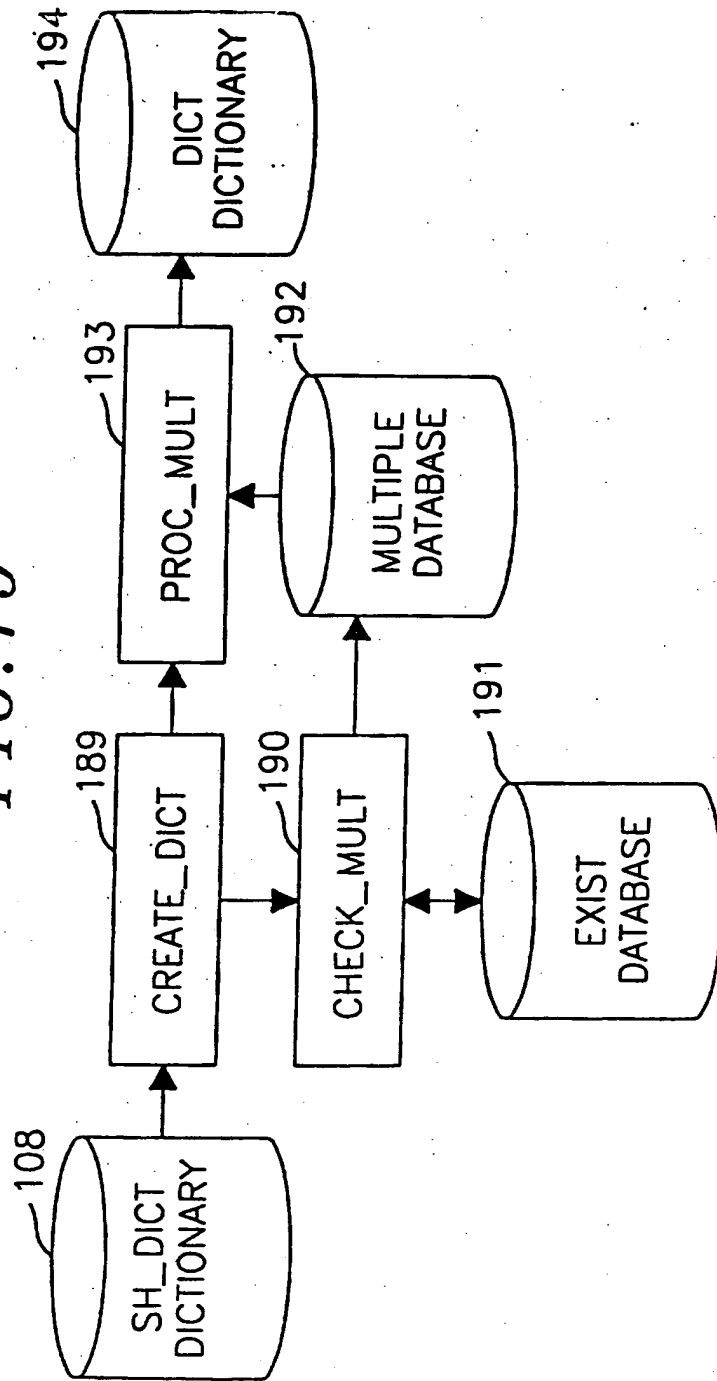 108
SH_DICT
DICTIONARY
189
CREATE_DICT
193
PROC_MULT
194
DICT
DICTIONARY
190
CHECK_MULT
192
MULTIPLE
DATABASE
191
EXIST
DATABASE